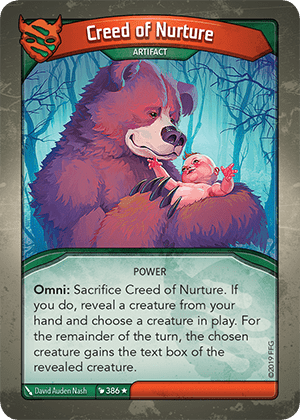 Creed of Nurture
ARTIFACT
POWER
Omni: Sacrifice Creed of Nurture. If
you do, reveal a creature from your
hand and choose a creature in play. For
the remainder of the turn, the chosen
creature gains the text box of the
revealed creature.
David Auden Nash
386
©2019 FFG